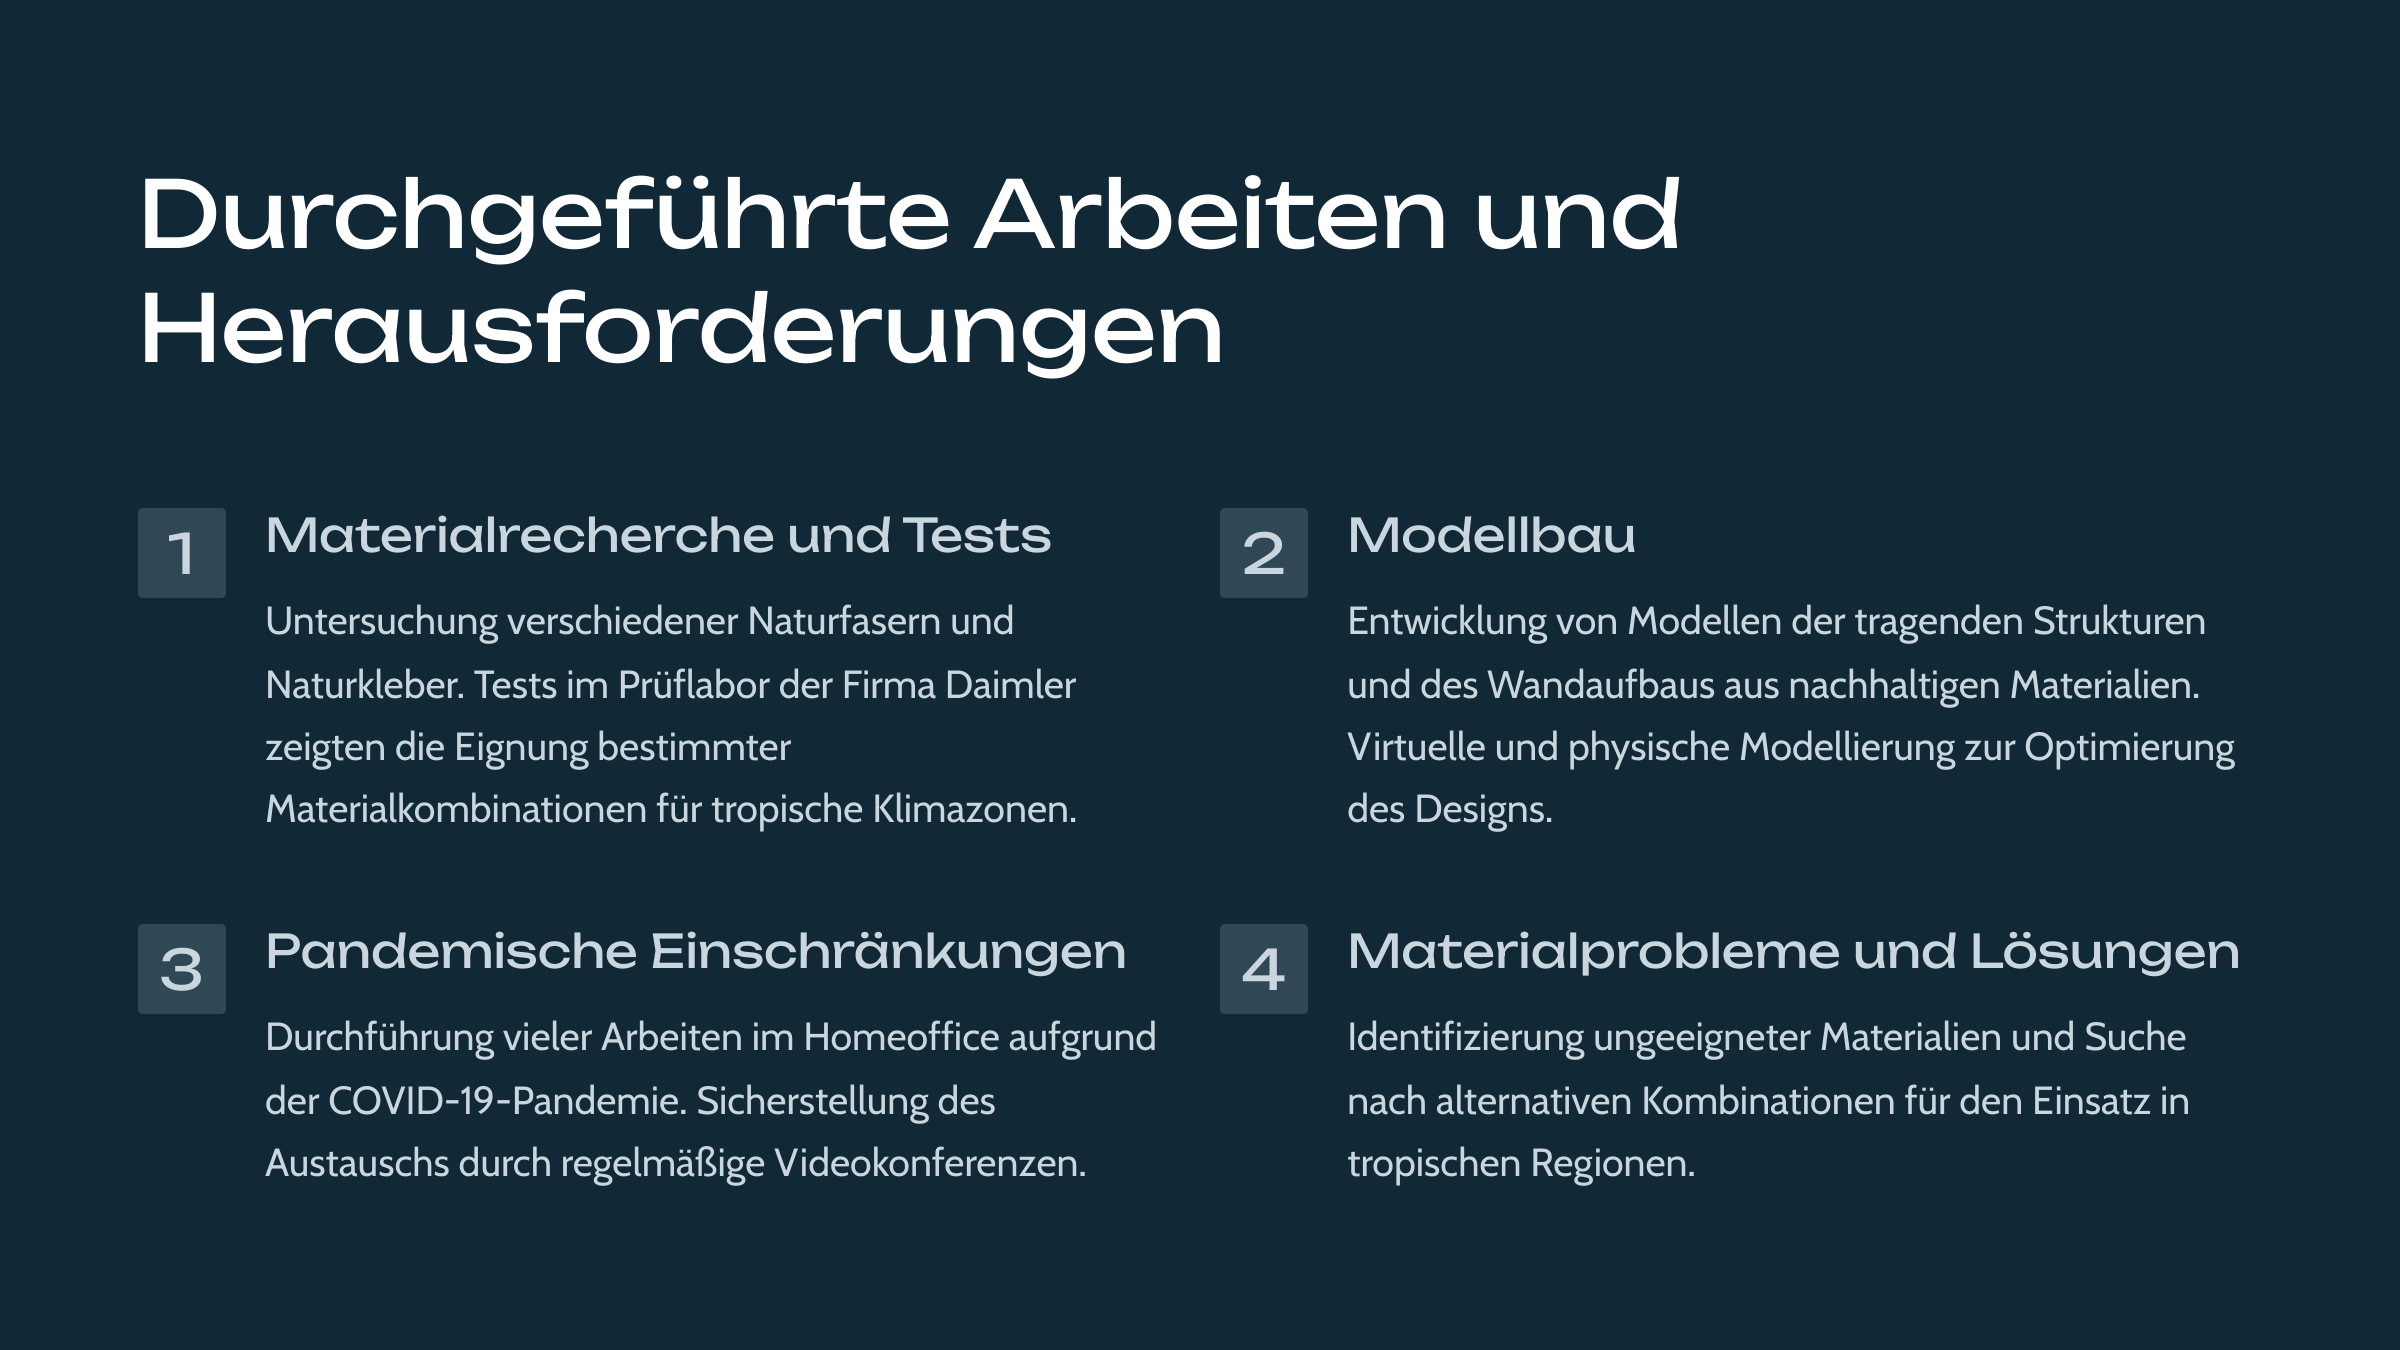 Durchgeführte Arbeiten und
Herausforderungen
1
Materialrecherche und Tests
Untersuchung verschiedener Naturfasern und
Naturkleber. Tests im Prüflabor der Firma Daimler
zeigten die Eignung bestimmter
Materialkombinationen für tropische Klimazonen.
2
Modellbau
Entwicklung von Modellen der tragenden Strukturen
und des Wandaufbaus aus nachhaltigen Materialien.
Virtuelle und physische Modellierung zur Optimierung
des Designs.
3
Pandemische Einschränkungen
Durchführung vieler Arbeiten im Homeoffice aufgrund
der COVID-19-Pandemie. Sicherstellung des
Austauschs durch regelmäßige Videokonferenzen.
4
Materialprobleme und Lösungen
Identifizierung ungeeigneter Materialien und Suche
nach alternativen Kombinationen für den Einsatz in
tropischen Regionen.